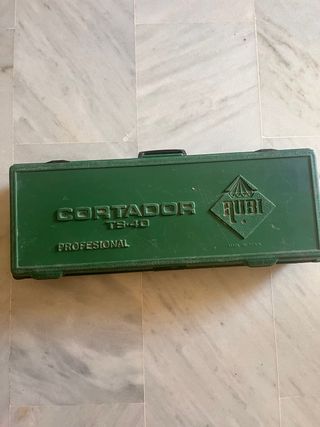 CORTADOR
TS-40
PROFESIONAL
RUBI